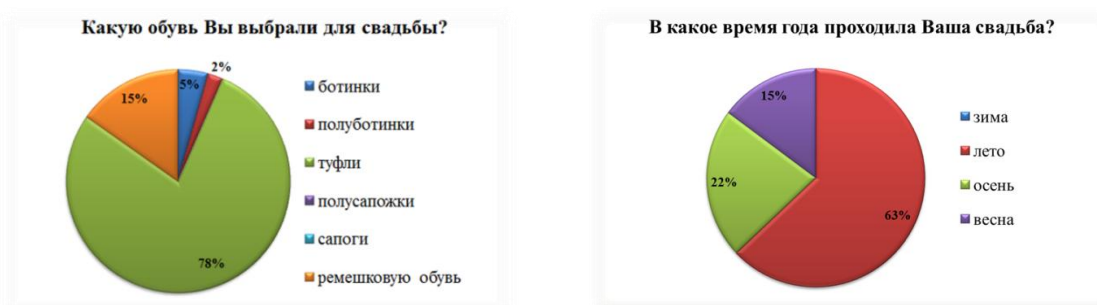 Какую обувь Вы выбрали для свадьбы?
2%
5%
15%
78%
ботинки
полуботинки
туфли
полусапожки
сапоги
ремешковую обувь
В какое время года проходила Ваша свадьба?
15%
22%
63%
зима
лето
осень
весна